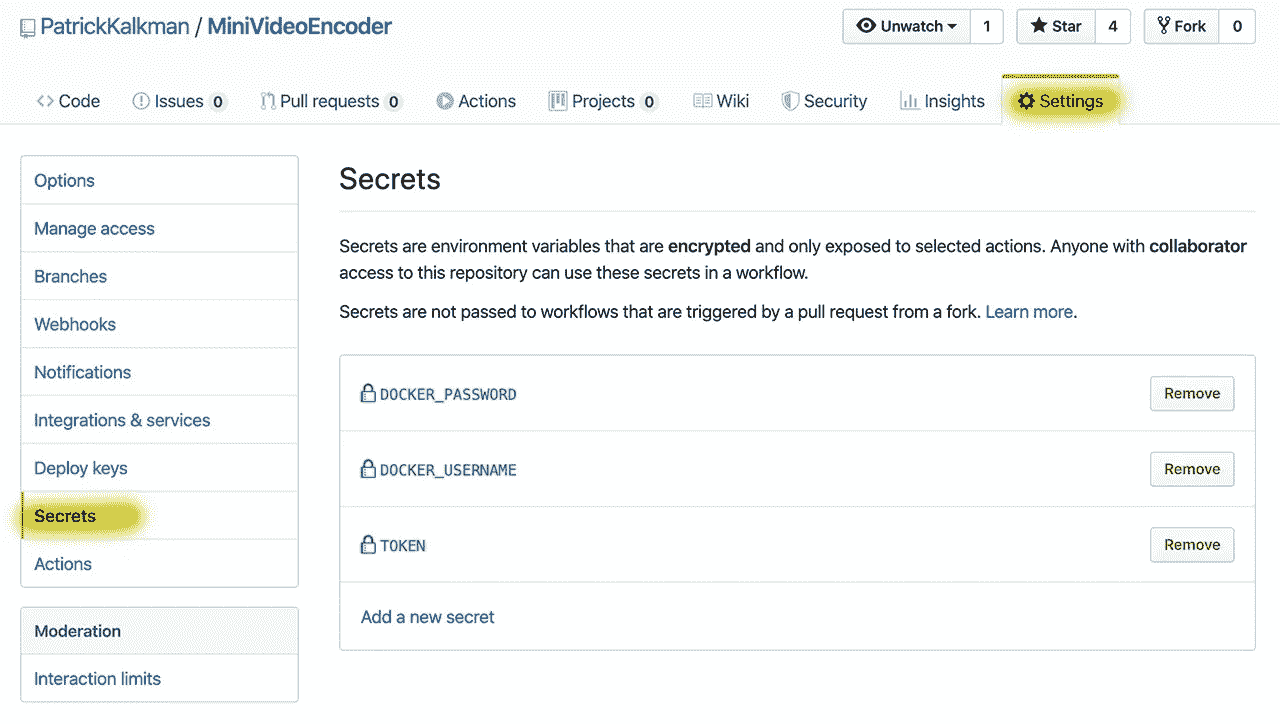 PatrickKalkman / MiniVideoEncoder
Unwatch 1 Star 4 Fork 0
Code Issues 0 Pull requests 0 Actions Projects 0 Wiki Security Insights Settings
Options
Manage access
Branches
Webhooks
Notifications
Integrations & services
Deploy keys
Secrets
Actions
Moderation
Interaction limits
Secrets
Secrets are environment variables that are encrypted and only exposed to selected actions. Anyone with collaborator
access to this repository can use these secrets in a workflow.
Secrets are not passed to workflows that are triggered by a pull request from a fork. Learn more.
DOCKER_PASSWORD Remove
DOCKER_USERNAME Remove
TOKEN Remove
Add a new secret